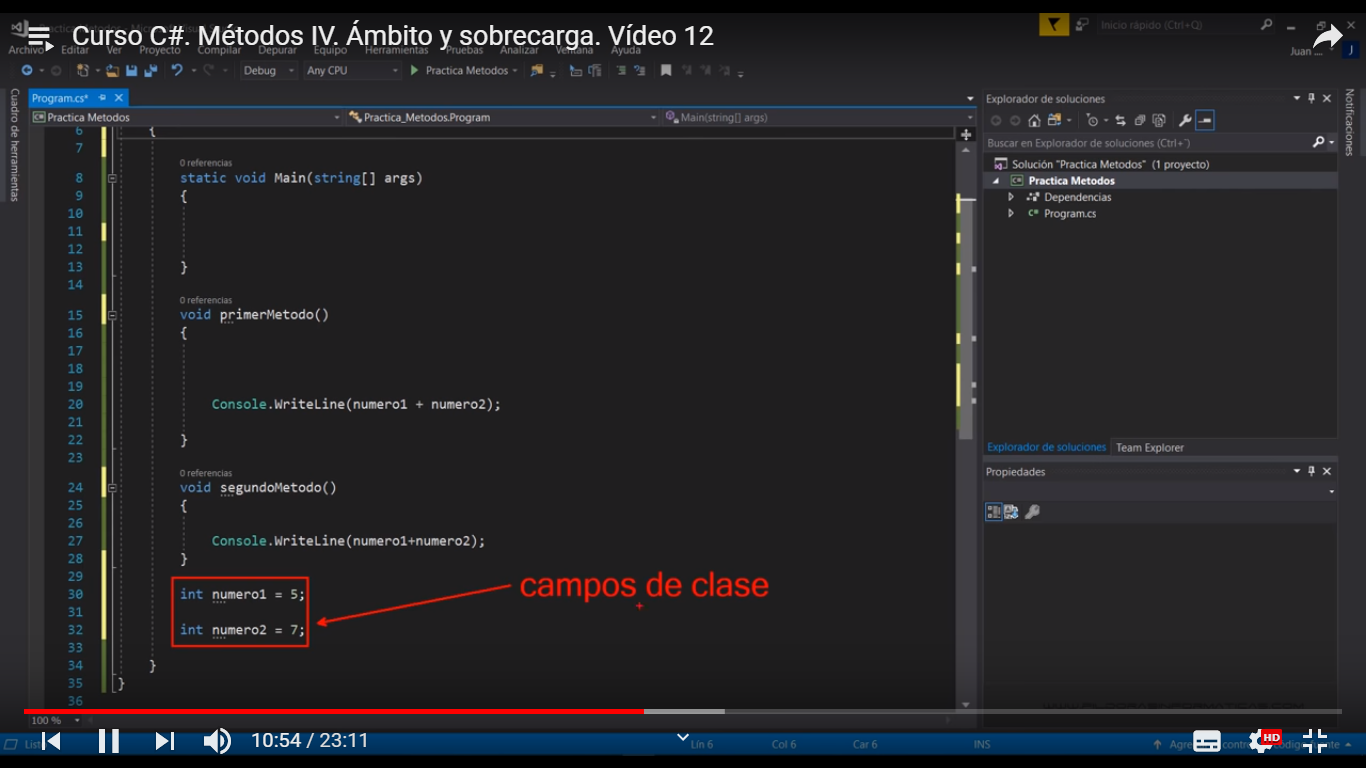 Curso C#. Métodos IV. Ámbito y sobrecarga. Vídeo 12
Inicio rápido (Ctrl+Q)
Archivo Editar Ver Proyecto Compilar Depurar Equipo Herramientas Pruebas Analizar Ventana Ayuda
Juan ...
J
Debug Any CPU Practica Metodos
Cuadro de herramientas
Program.cs*
Practica Metodos Practica_Metodos.Program Main(string[] args)
6 {
7
0 referencias
8 static void Main(string[] args)
9 {
10
11
12
13 }
14
0 referencias
15 void primerMetodo()
16 {
17
18
19
20 Console.WriteLine(numero1 + numero2);
21
22 }
23
0 referencias
24 void segundoMetodo()
25 {
26
27 Console.WriteLine(numero1+numero2);
28 }
29
30 int numero1 = 5;
31
32 int numero2 = 7;
33
34 }
35 }
36
campos de clase
100 %
Explorador de soluciones
Buscar en Explorador de soluciones (Ctrl+¨)
Solución "Practica Metodos" (1 proyecto)
C# Practica Metodos
Dependencias
C# Program.cs
Explorador de soluciones Team Explorer
Propiedades
Notificaciones
10:54 / 23:11
HD
Lín 6 Col 6 Car 6 INS